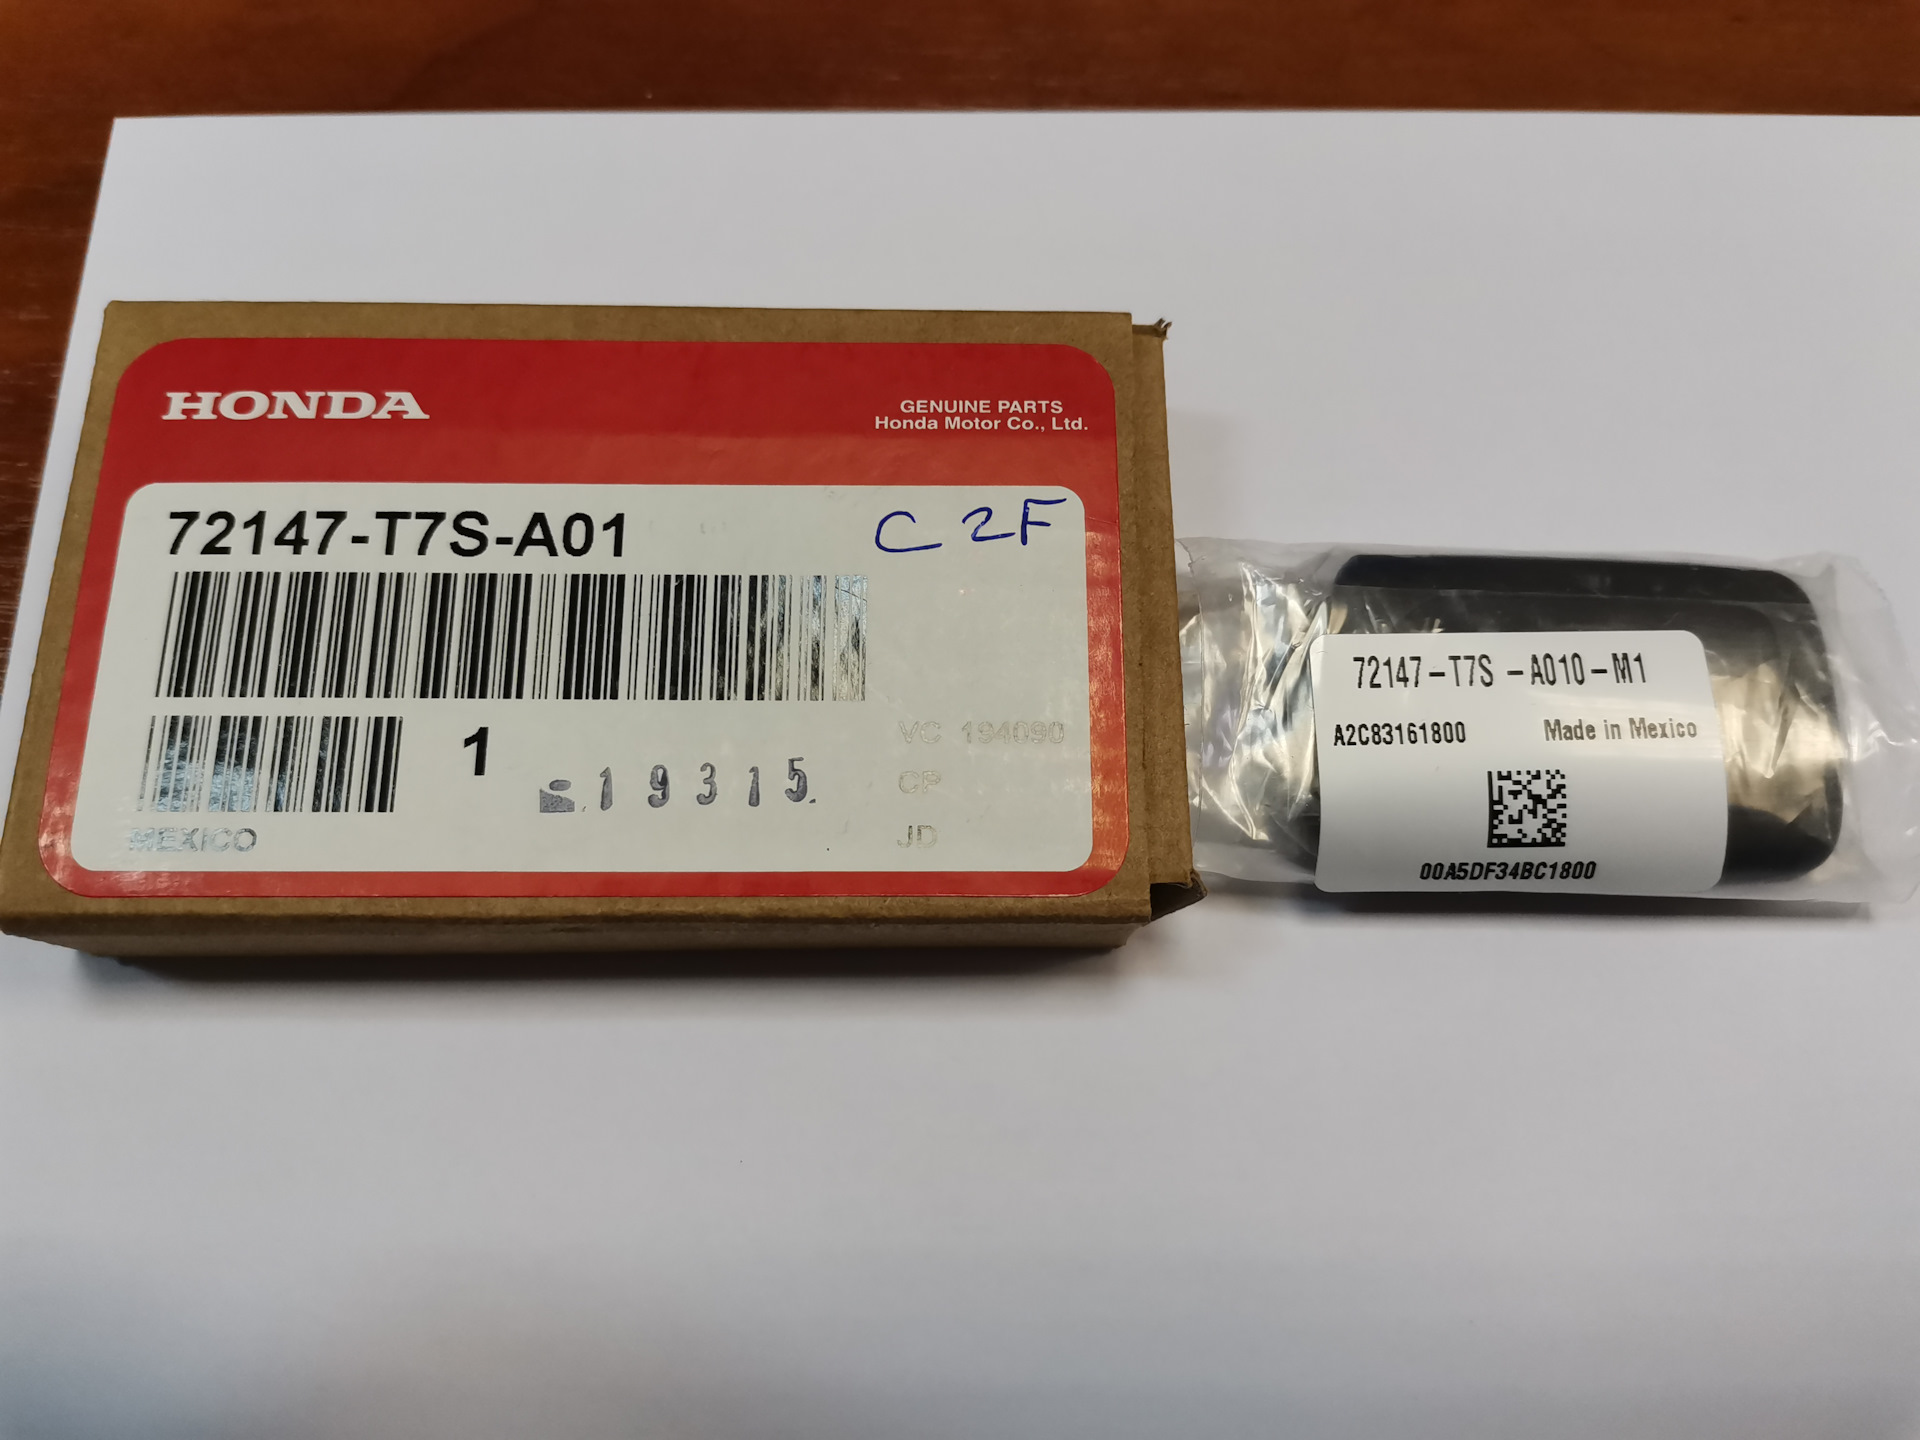 HONDA
GENUINE PARTS
Honda Motor Co., Ltd.
72147-T7S-A01
C 2F
1
19315
VC 194090
CP
JD
MEXICO
72147-T7S-A010-M1
A2C83161800
Made in Mexico
00A5DF34BC1800